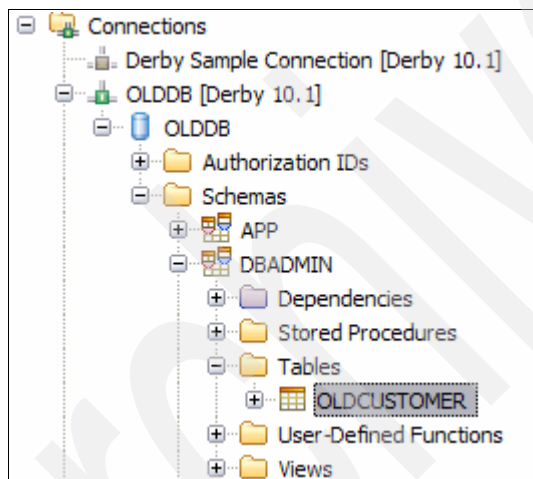 Connections
Derby Sample Connection [Derby 10.1]
OLDDB [Derby 10.1]
OLDDB
Authorization IDs
Schemas
APP
DBADMIN
Dependencies
Stored Procedures
Tables
OLDCUSTOMER
User-Defined Functions
Views